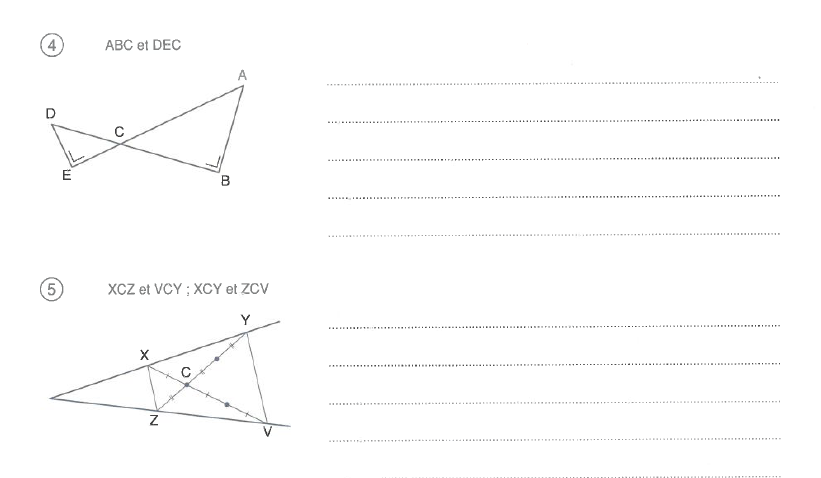 4 ABC et DEC
A
D
C
E
B
5 XCZ et VCY ; XCY et ZCV
Y
X
C
Z
V